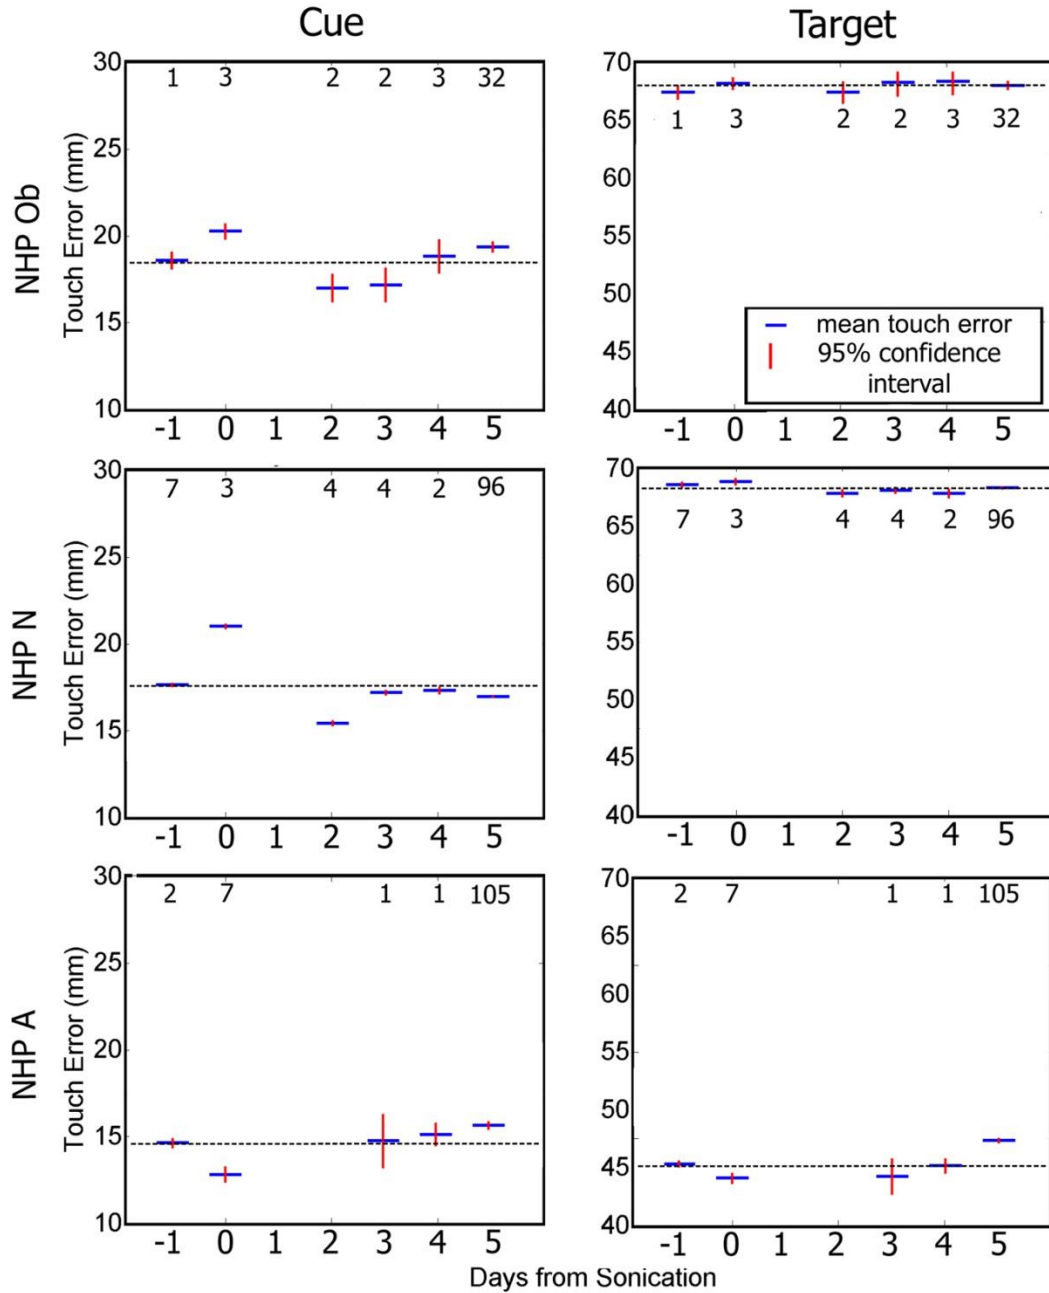 Cue
Target
NHP Ob
Touch Error (mm)
30
25
20
15
10
1 3 2 2 3 32
-1 0 1 2 3 4 5
70
65
60
55
50
45
40
1 3 2 2 3 32
mean touch error
95% confidence
interval
-1 0 1 2 3 4 5
NHP N
Touch Error (mm)
30
25
20
15
10
7 3 4 4 2 96
-1 0 1 2 3 4 5
70
65
60
55
50
45
40
7 3 4 4 2 96
-1 0 1 2 3 4 5
NHP A
Touch Error (mm)
30
25
20
15
10
2 7 1 1 105
-1 0 1 2 3 4 5
70
65
60
55
50
45
40
2 7 1 1 105
-1 0 1 2 3 4 5
Days from Sonication